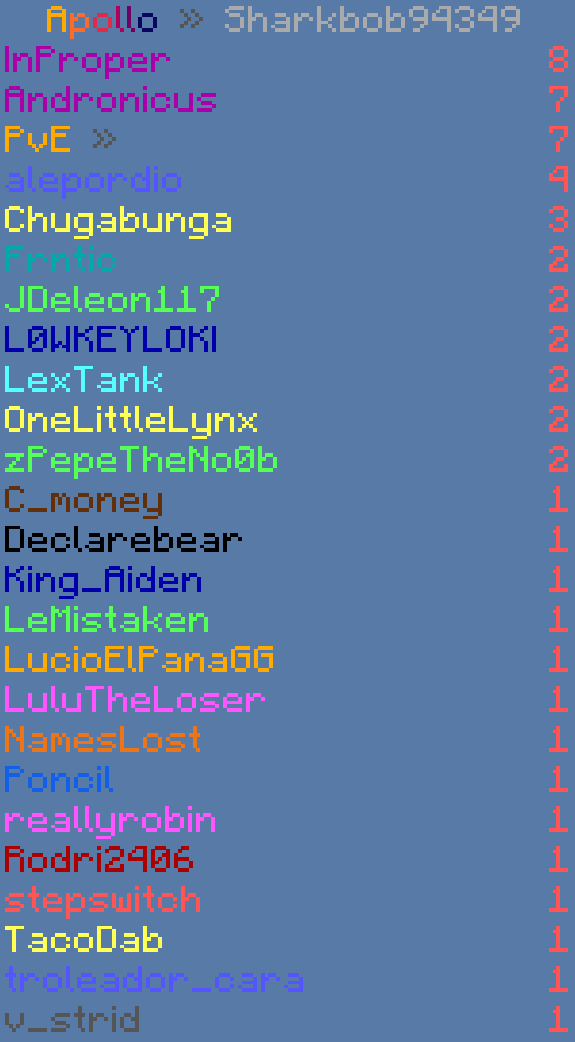 Apollo » Sharkbob94349
InProper 8
Andronicus 7
PvE » 7
alepordio 4
Chugabunga 3
Frntic 2
JDeleon117 2
L0WKEYLOKI 2
LexTank 2
OneLittleLynx 2
zPepeTheNo0b 2
C_money 1
Declarebear 1
King_Aiden 1
LeMistaken 1
LucioElPanaGG 1
LuluTheLoser 1
NamesLost 1
Poncil 1
reallyrobin 1
Rodri2406 1
stepswitch 1
TacoDab 1
troleador_cara 1
v_strid 1